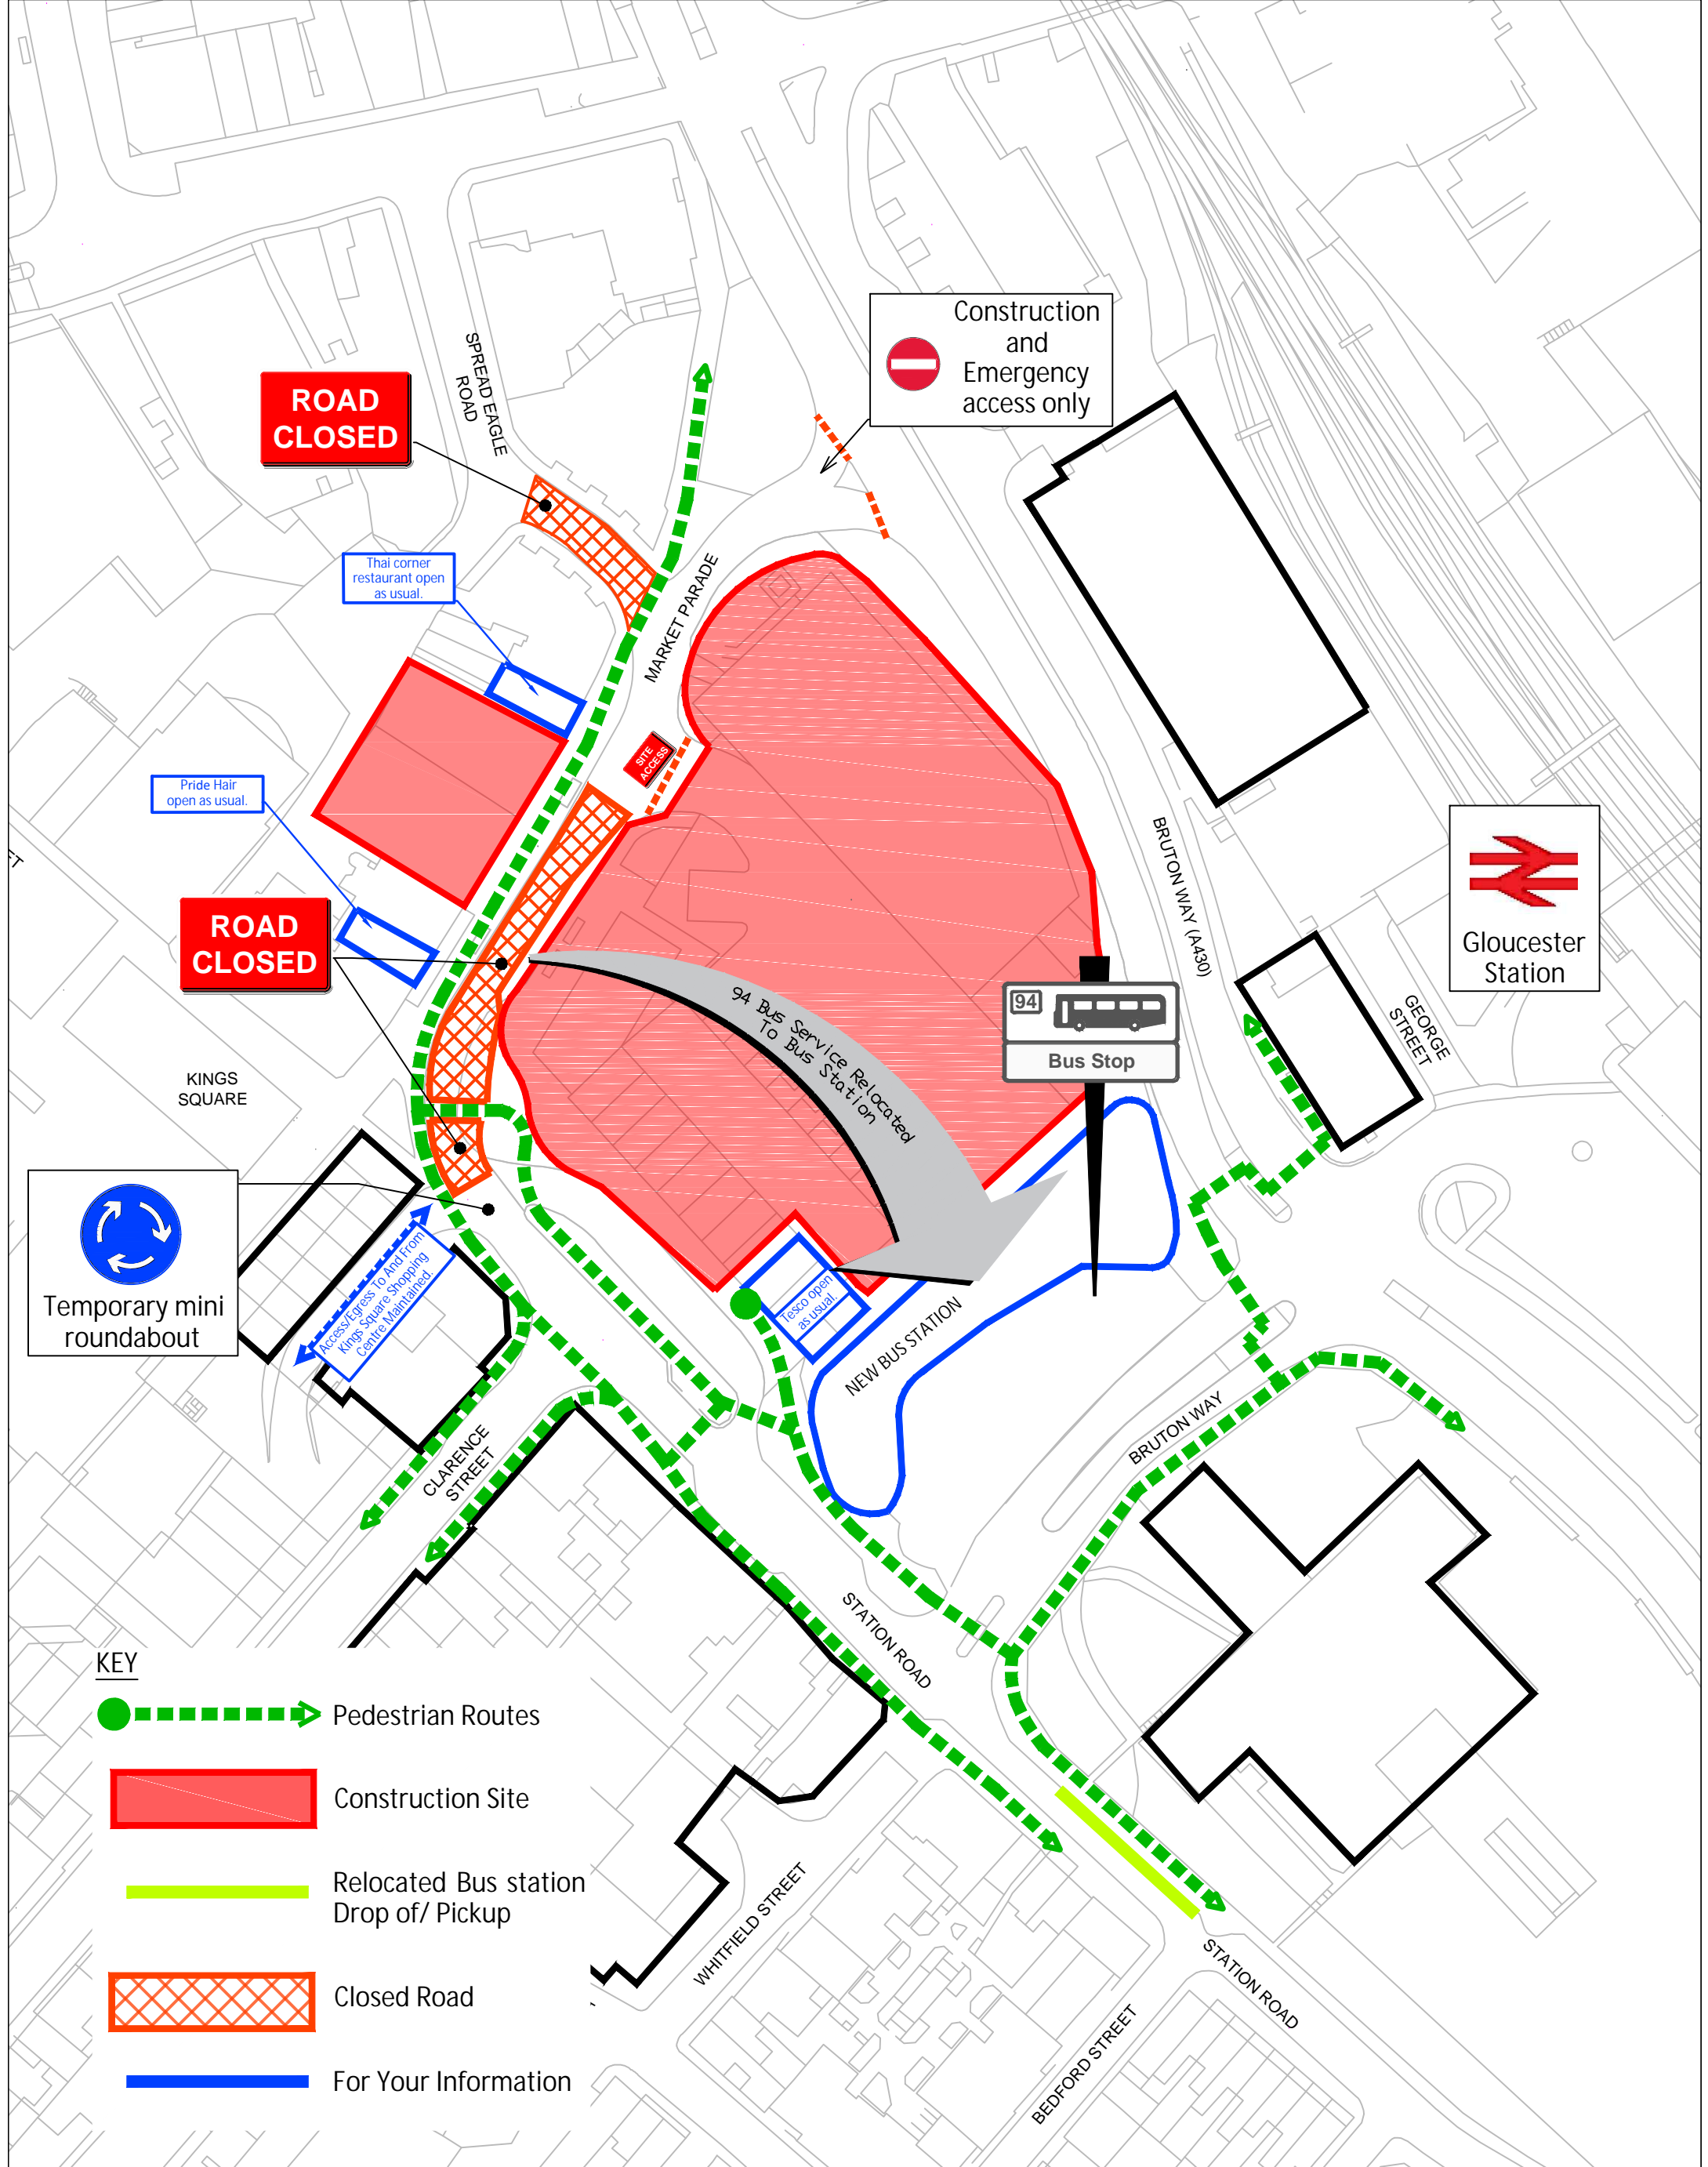 Construction
and
Emergency
access only
SPREAD EAGLE
ROAD
ROAD
CLOSED
Thai corner
restaurant open
as usual.
MARKET PARADE
SITE
ACCESS
Pride Hair
open as usual.
BRUTON WAY (A430)
ROAD
CLOSED
Gloucester
Station
94 Bus Service Relocated
To Bus Station
94
Bus Stop
GEORGE
STREET
KINGS
SQUARE
Temporary mini
roundabout
Access/Egress To And From
Kings Square Shopping
Centre Maintained.
Tesco open
as usual.
NEW BUS STATION
BRUTON WAY
CLARENCE
STREET
STATION ROAD
KEY
Pedestrian Routes
Construction Site
Relocated Bus station
Drop of/ Pickup
Closed Road
For Your Information
WHITFIELD STREET
STATION ROAD
BEDFORD STREET